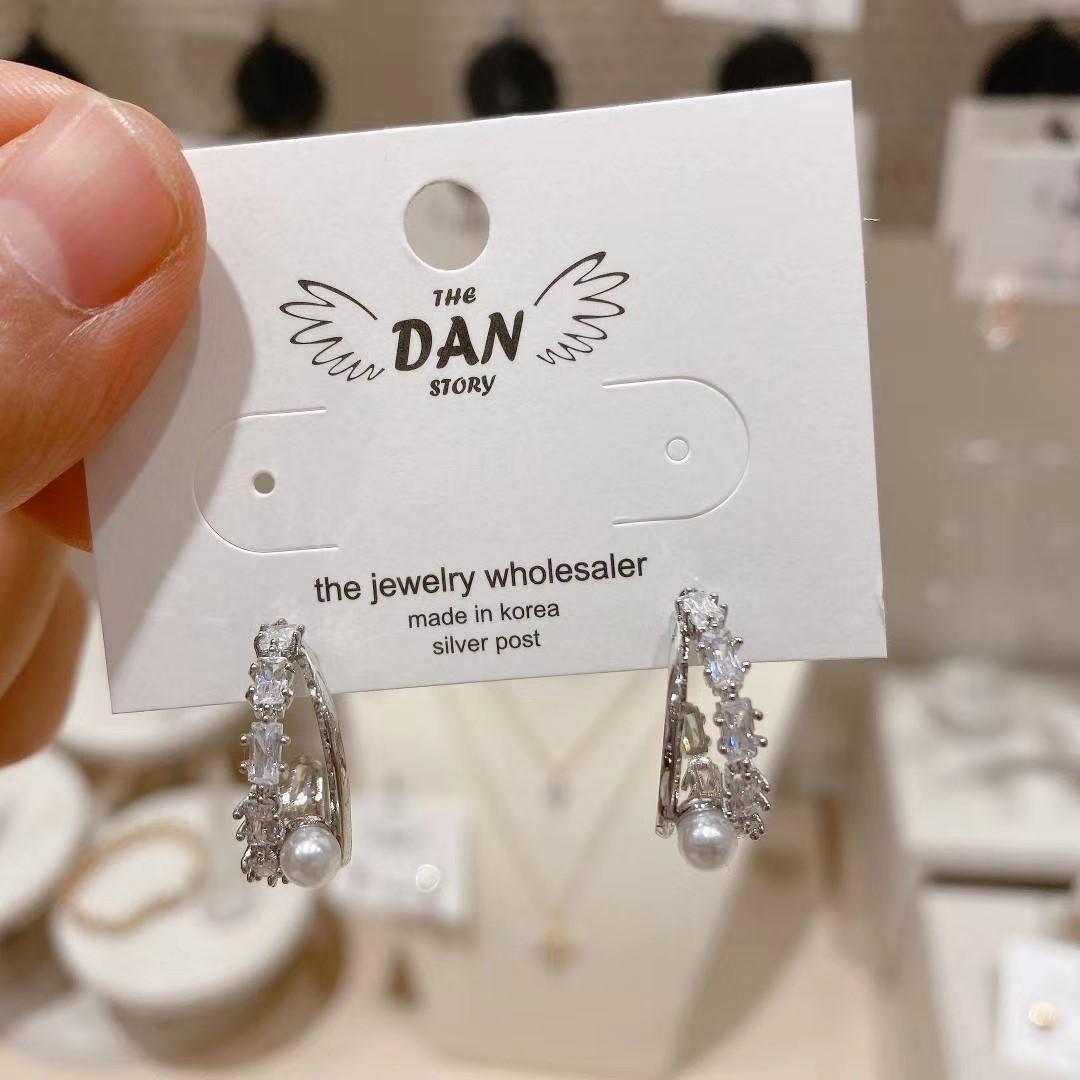 THE
DAN
STORY
the jewelry wholesaler
made in korea
silver post